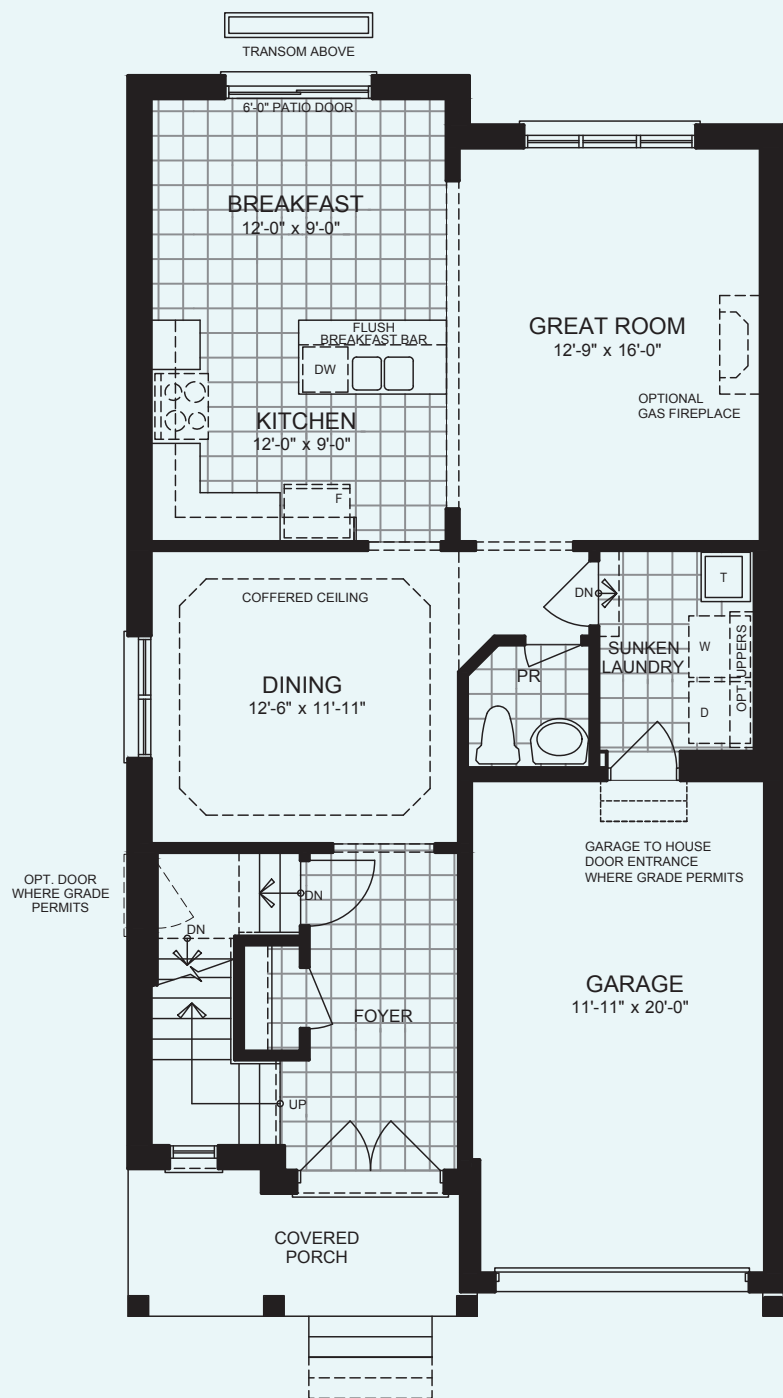 TRANSOM ABOVE
6'-0" PATIO DOOR
BREAKFAST
12'-0" x 9'-0"
GREAT ROOM
12'-9" x 16'-0"
FLUSH
BREAKFAST BAR
DW
OPTIONAL
GAS FIREPLACE
KITCHEN
12'-0" x 9'-0"
F
COFFERED CEILING
DINING
12'-6" x 11'-11"
DN
T
SUNKEN
LAUNDRY
W
D
OPT. UPPERS
PR
GARAGE TO HOUSE
DOOR ENTRANCE
WHERE GRADE PERMITS
OPT. DOOR
WHERE GRADE
PERMITS
DN
DN
FOYER
GARAGE
11'-11" x 20'-0"
UP
COVERED
PORCH